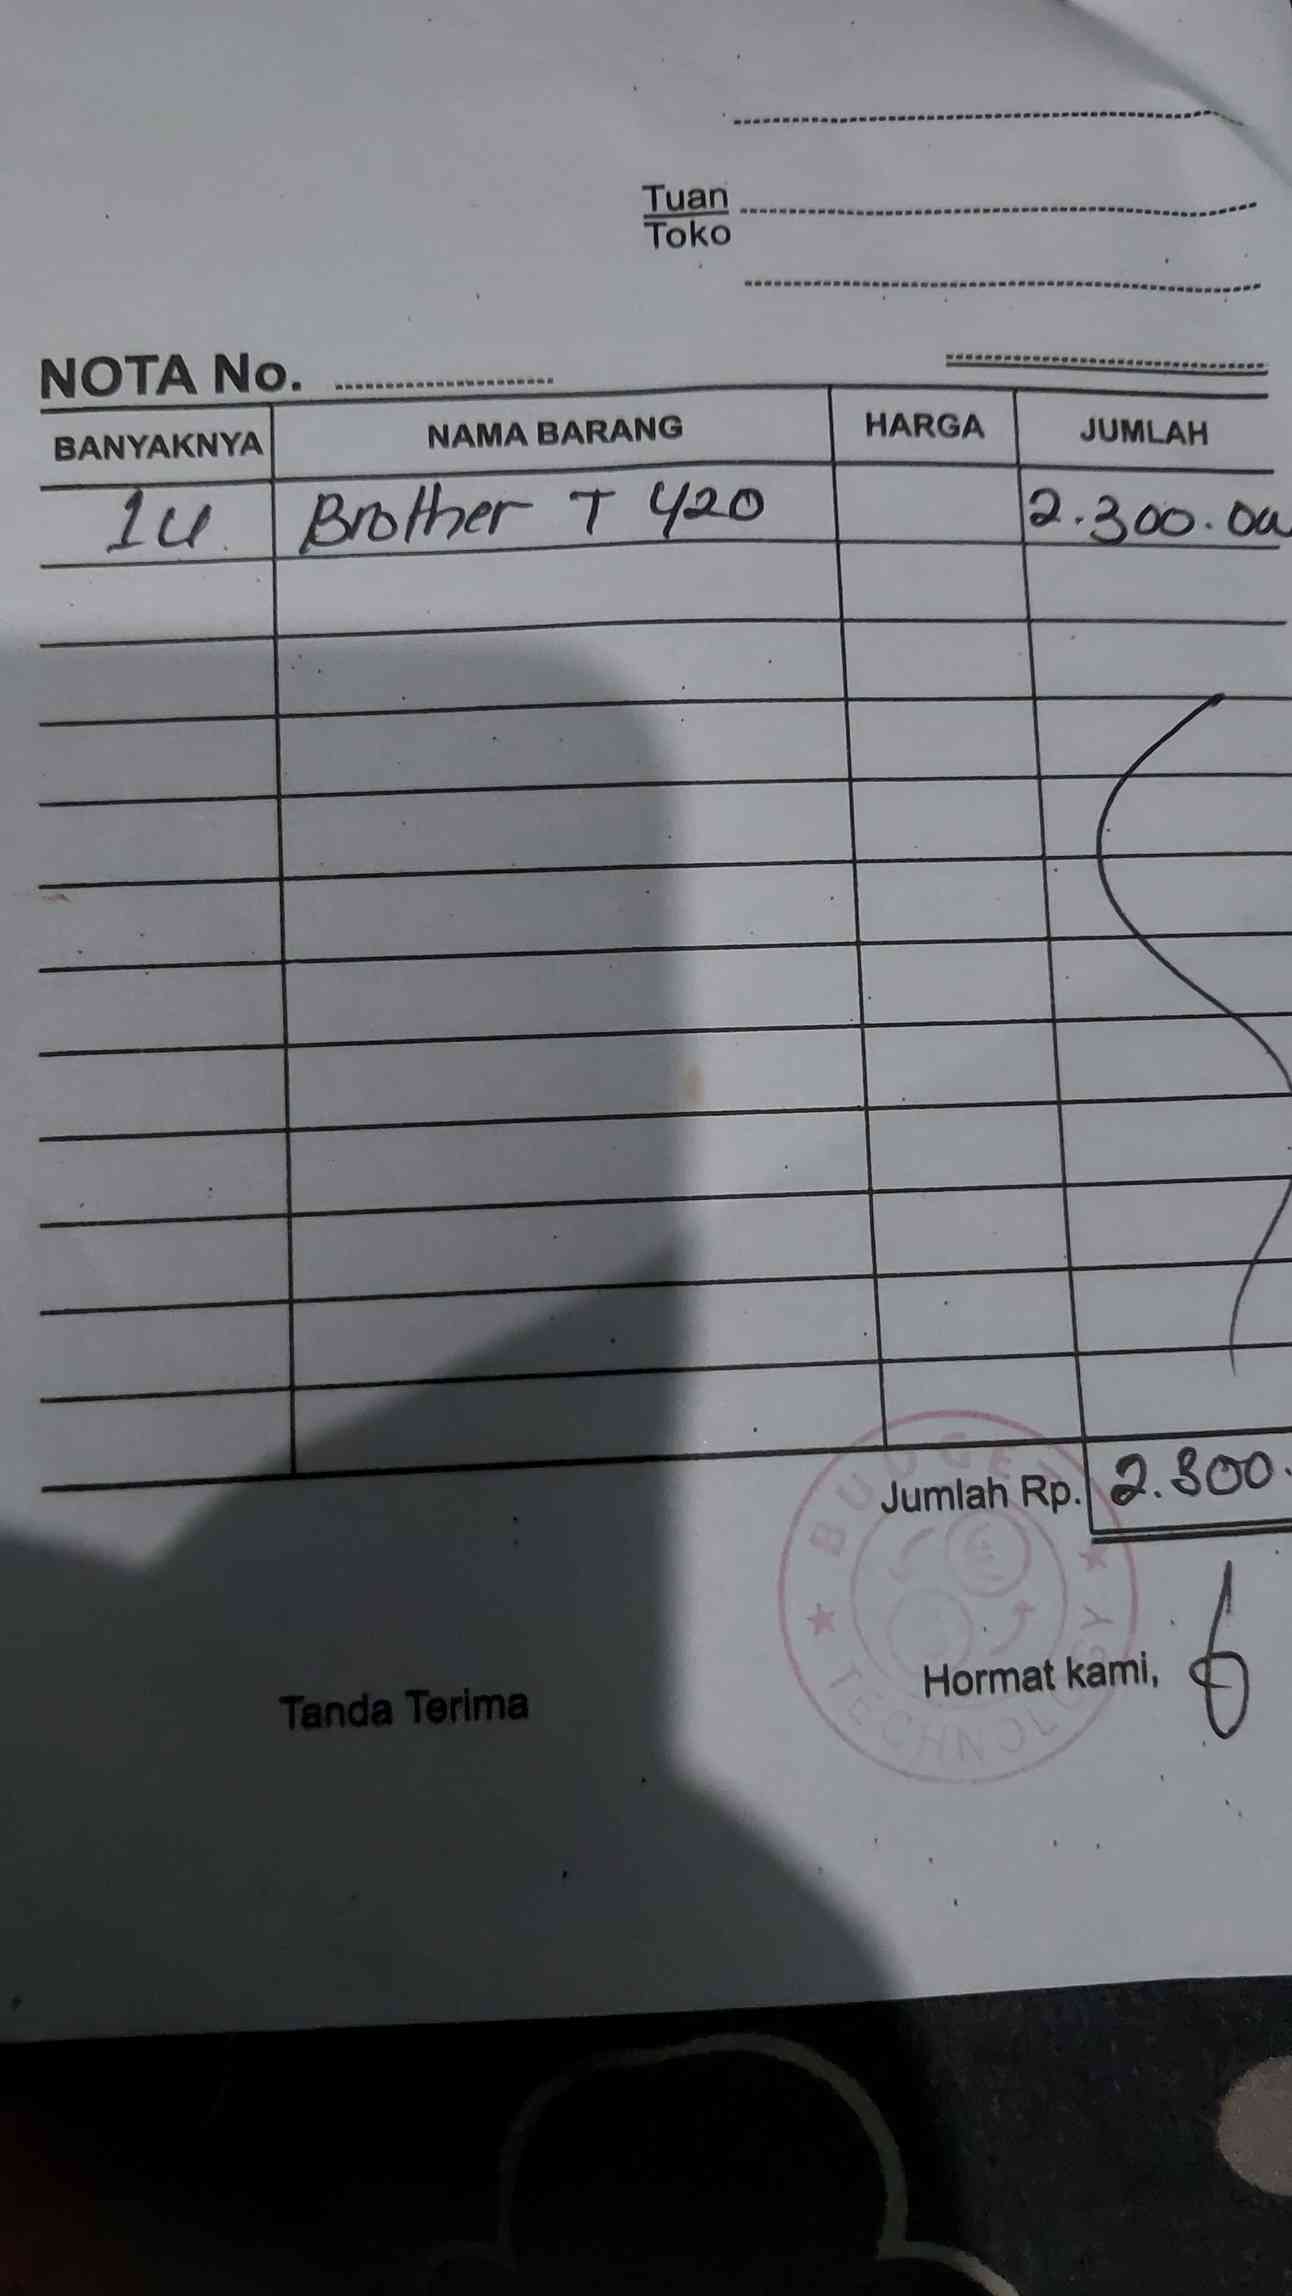 Tuan
Toko
NOTA No.
BANYAKNYA NAMA BARANG HARGA JUMLAH
1 U Brother T 420 2.300.00
Jumlah Rp. 2.300.
BUDGET TECHNOLOGY
Tanda Terima Hormat kami,